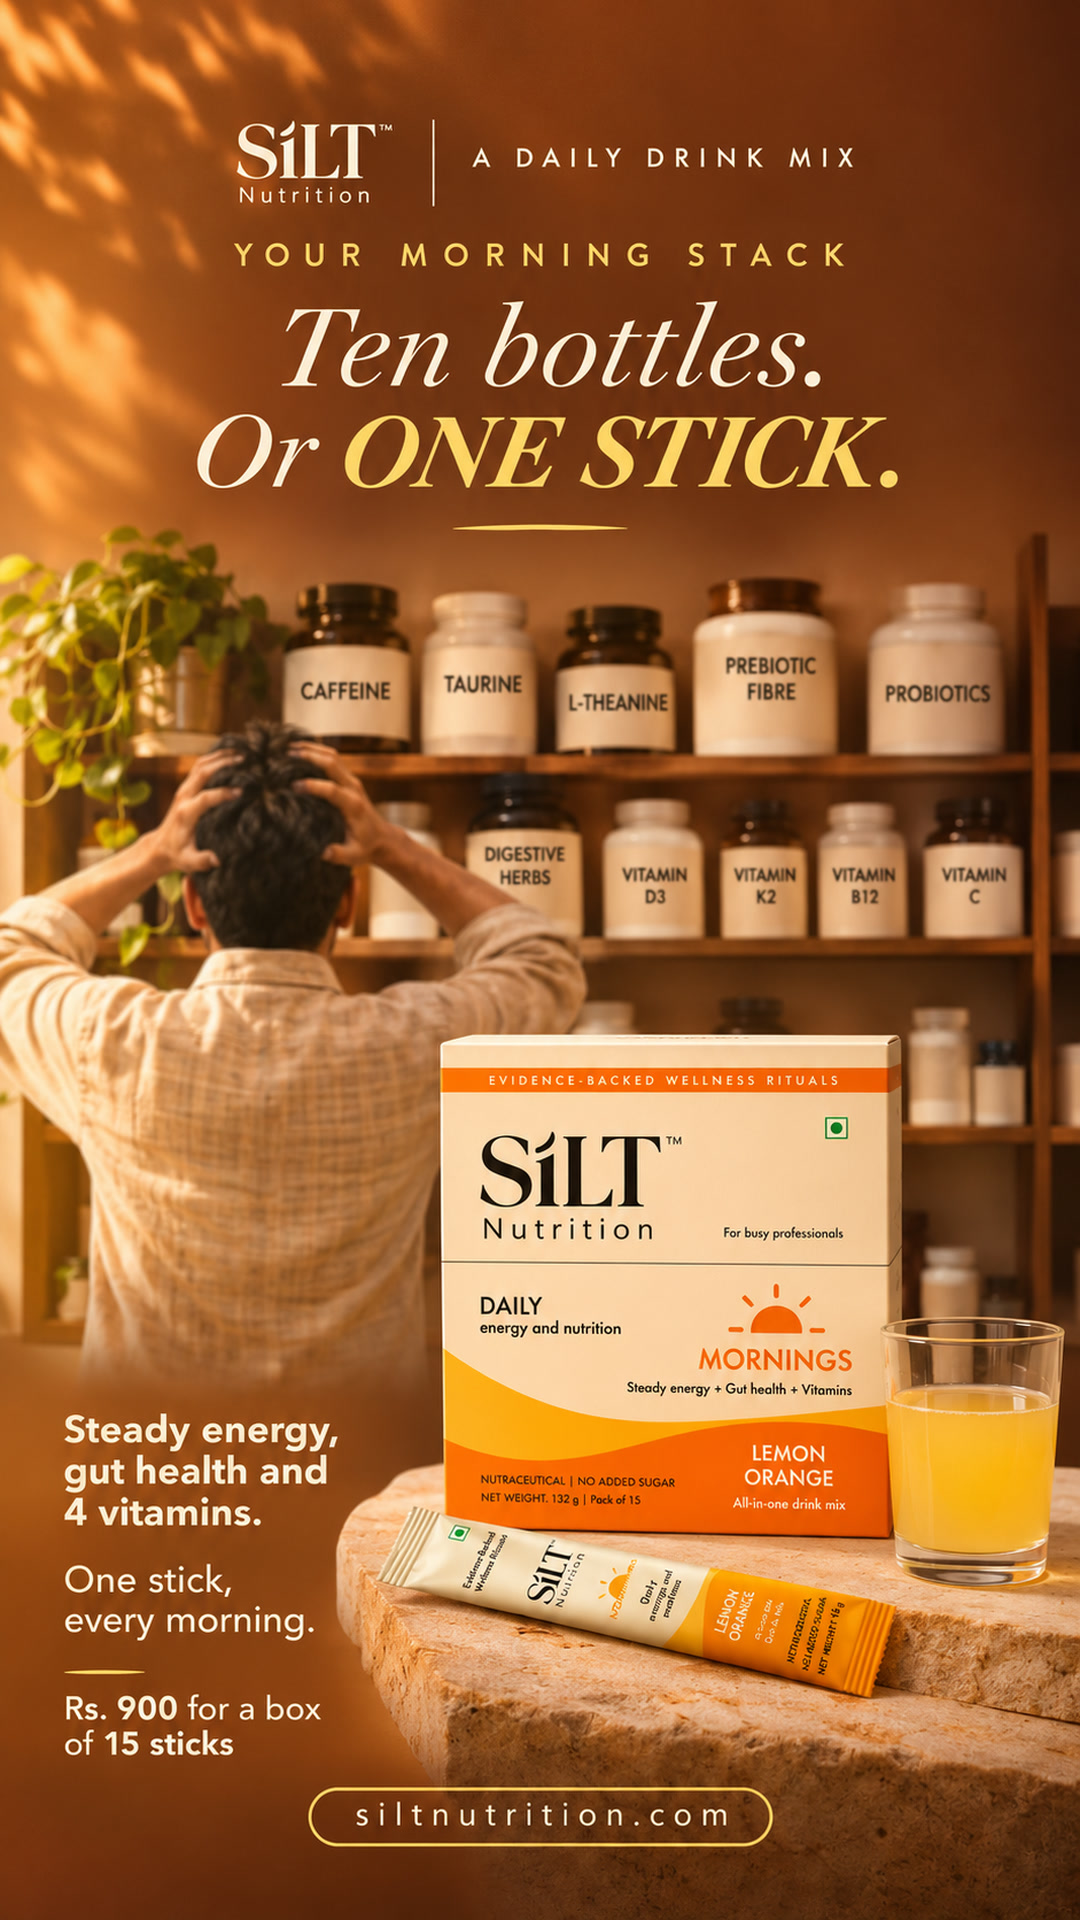 SiLT™
Nutrition
A DAILY DRINK MIX
YOUR MORNING STACK
Ten bottles.
Or ONE STICK.
CAFFEINE
TAURINE
L-THEANINE
PREBIOTIC
FIBRE
PROBIOTICS
DIGESTIVE
HERBS
VITAMIN
D3
VITAMIN
K2
VITAMIN
B12
VITAMIN
C
EVIDENCE-BACKED WELLNESS RITUALS
SiLT™
Nutrition
For busy professionals
DAILY
energy and nutrition
MORNINGS
Steady energy + Gut health + Vitamins
LEMON
ORANGE
All-in-one drink mix
NUTRACEUTICAL | NO ADDED SUGAR
NET WEIGHT. 132 g | Pack of 15
Steady energy,
gut health and
4 vitamins.
One stick,
every morning.
Rs. 900 for a box
of 15 sticks
SiLT
Nutrition
LEMON
ORANGE
siltnutrition.com